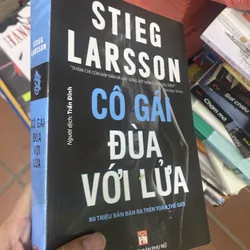 STIEG
LARSSON
CÔ GÁI
ĐÙA
VỚI LỬA
Người dịch: Trần Đĩnh
80 TRIỆU BẢN BÁN RA TRÊN TOÀN THẾ GIỚI
STIEG
LARSSON
CÔ GÁI
ĐÙA
VỚI LỬA